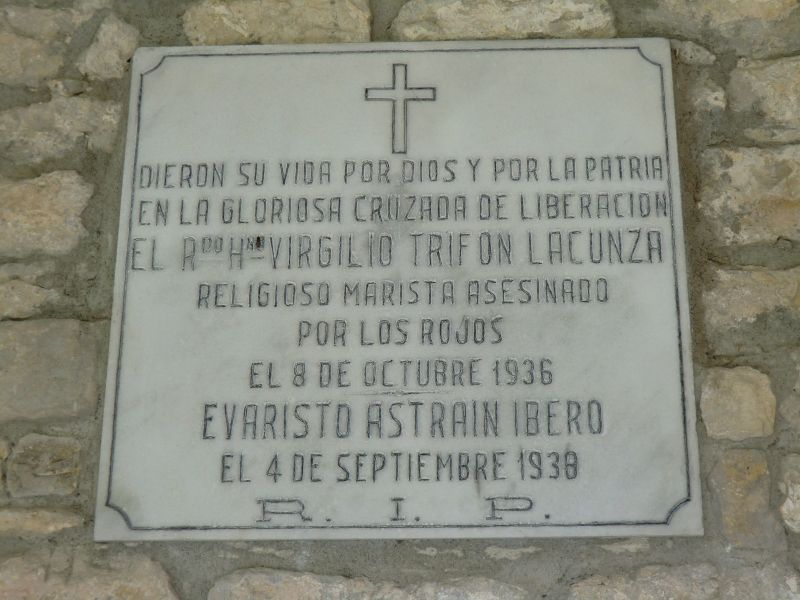 DIERON SU VIDA POR DIOS Y POR LA PATRIA
EN LA GLORIOSA CRUZADA DE LIBERACION
EL RDO HNO VIRGILIO TRIFON LACUNZA
RELIGIOSO MARISTA ASESINADO
POR LOS ROJOS
EL 8 DE OCTUBRE 1936
EVARISTO ASTRAIN IBERO
EL 4 DE SEPTIEMBRE 1938
R. I. P.